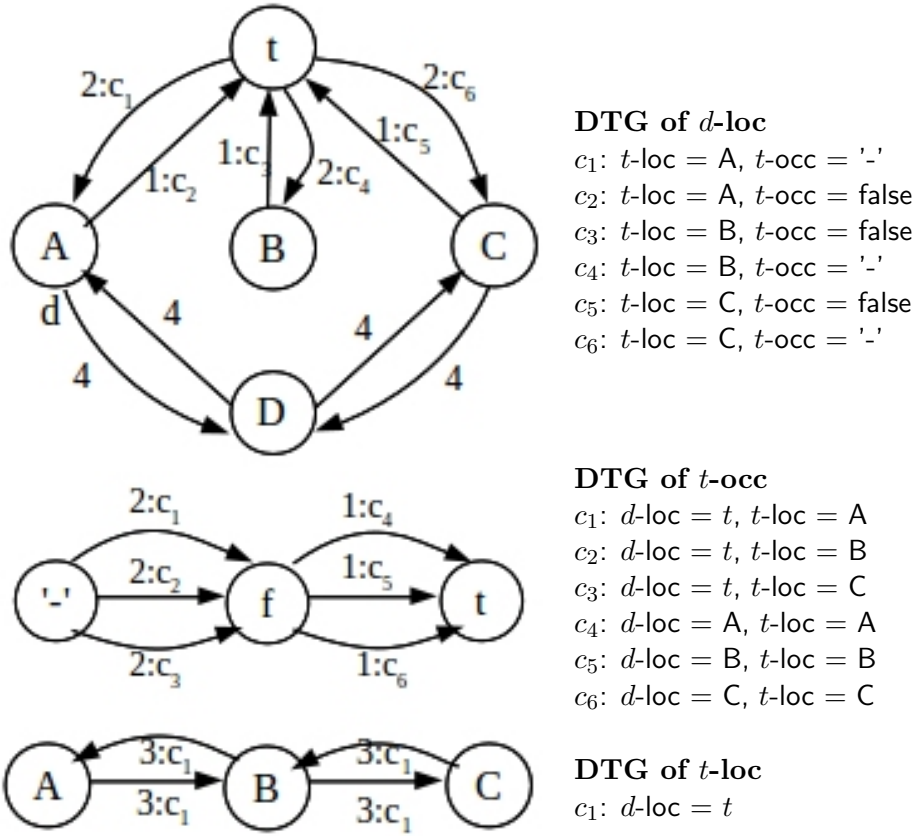 t
2:c₁
2:c₆
1:c₂
1:c₃
2:c₄
1:c₅
A
B
C
d
4
4
4
4
D
DTG of d-loc
c₁: t-loc = A, t-occ = '-'
c₂: t-loc = A, t-occ = false
c₃: t-loc = B, t-occ = false
c₄: t-loc = B, t-occ = '-'
c₅: t-loc = C, t-occ = false
c₆: t-loc = C, t-occ = '-'
2:c₁
1:c₄
'-'
2:c₂
f
1:c₅
t
2:c₃
1:c₆
DTG of t-occ
c₁: d-loc = t, t-loc = A
c₂: d-loc = t, t-loc = B
c₃: d-loc = t, t-loc = C
c₄: d-loc = A, t-loc = A
c₅: d-loc = B, t-loc = B
c₆: d-loc = C, t-loc = C
3:c₁
3:c₁
A
B
C
3:c₁
3:c₁
DTG of t-loc
c₁: d-loc = t